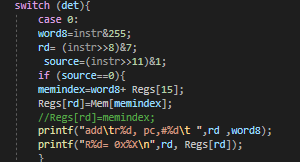 switch (det){
case 0:
word8=instr&255;
rd= (instr>>8)&7;
source=(instr>>11)&1;
if (source==0){
memindex=word8+ Regs[15];
Regs[rd]=Mem[memindex];
//Regs[rd]=memindex;
printf("add\tr%d, pc,#%d\t ",rd ,word8);
printf("R%d= 0x%X\n",rd, Regs[rd]);
}